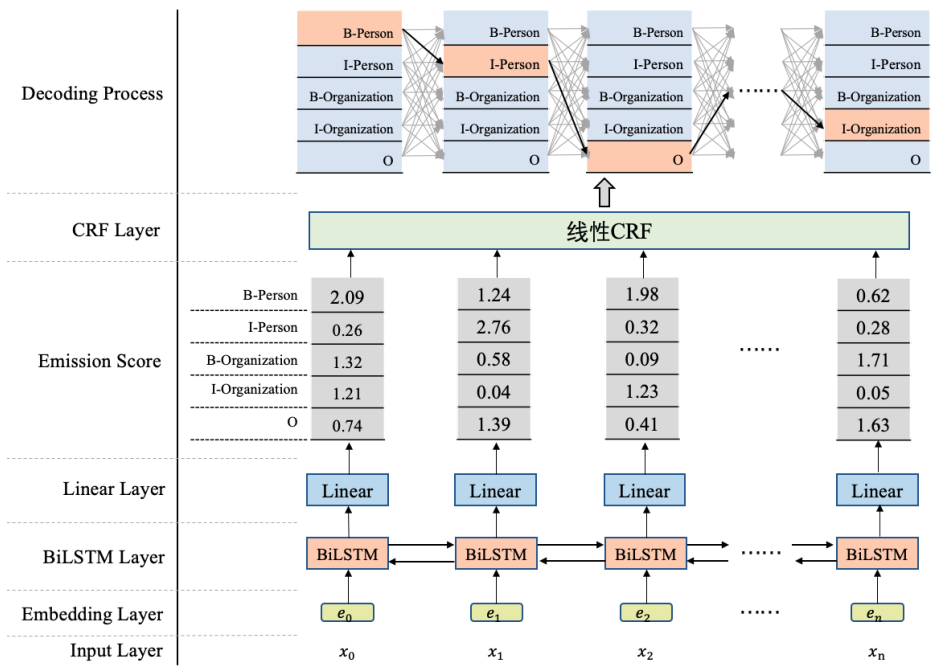 Decoding Process
B-Person B-Person B-Person B-Person
I-Person I-Person I-Person I-Person
B-Organization B-Organization B-Organization B-Organization
I-Organization I-Organization I-Organization I-Organization
O O O O
······
CRF Layer
线性CRF
Emission Score
B-Person 2.09 1.24 1.98 0.62
I-Person 0.26 2.76 0.32 0.28
B-Organization 1.32 0.58 0.09 ······ 1.71
I-Organization 1.21 0.04 1.23 0.05
O 0.74 1.39 0.41 1.63
Linear Layer Linear Linear Linear Linear
BiLSTM Layer BiLSTM BiLSTM BiLSTM ······ BiLSTM
Embedding Layer e₀ e₁ e₂ ······ eₙ
Input Layer x₀ x₁ x₂ xₙ